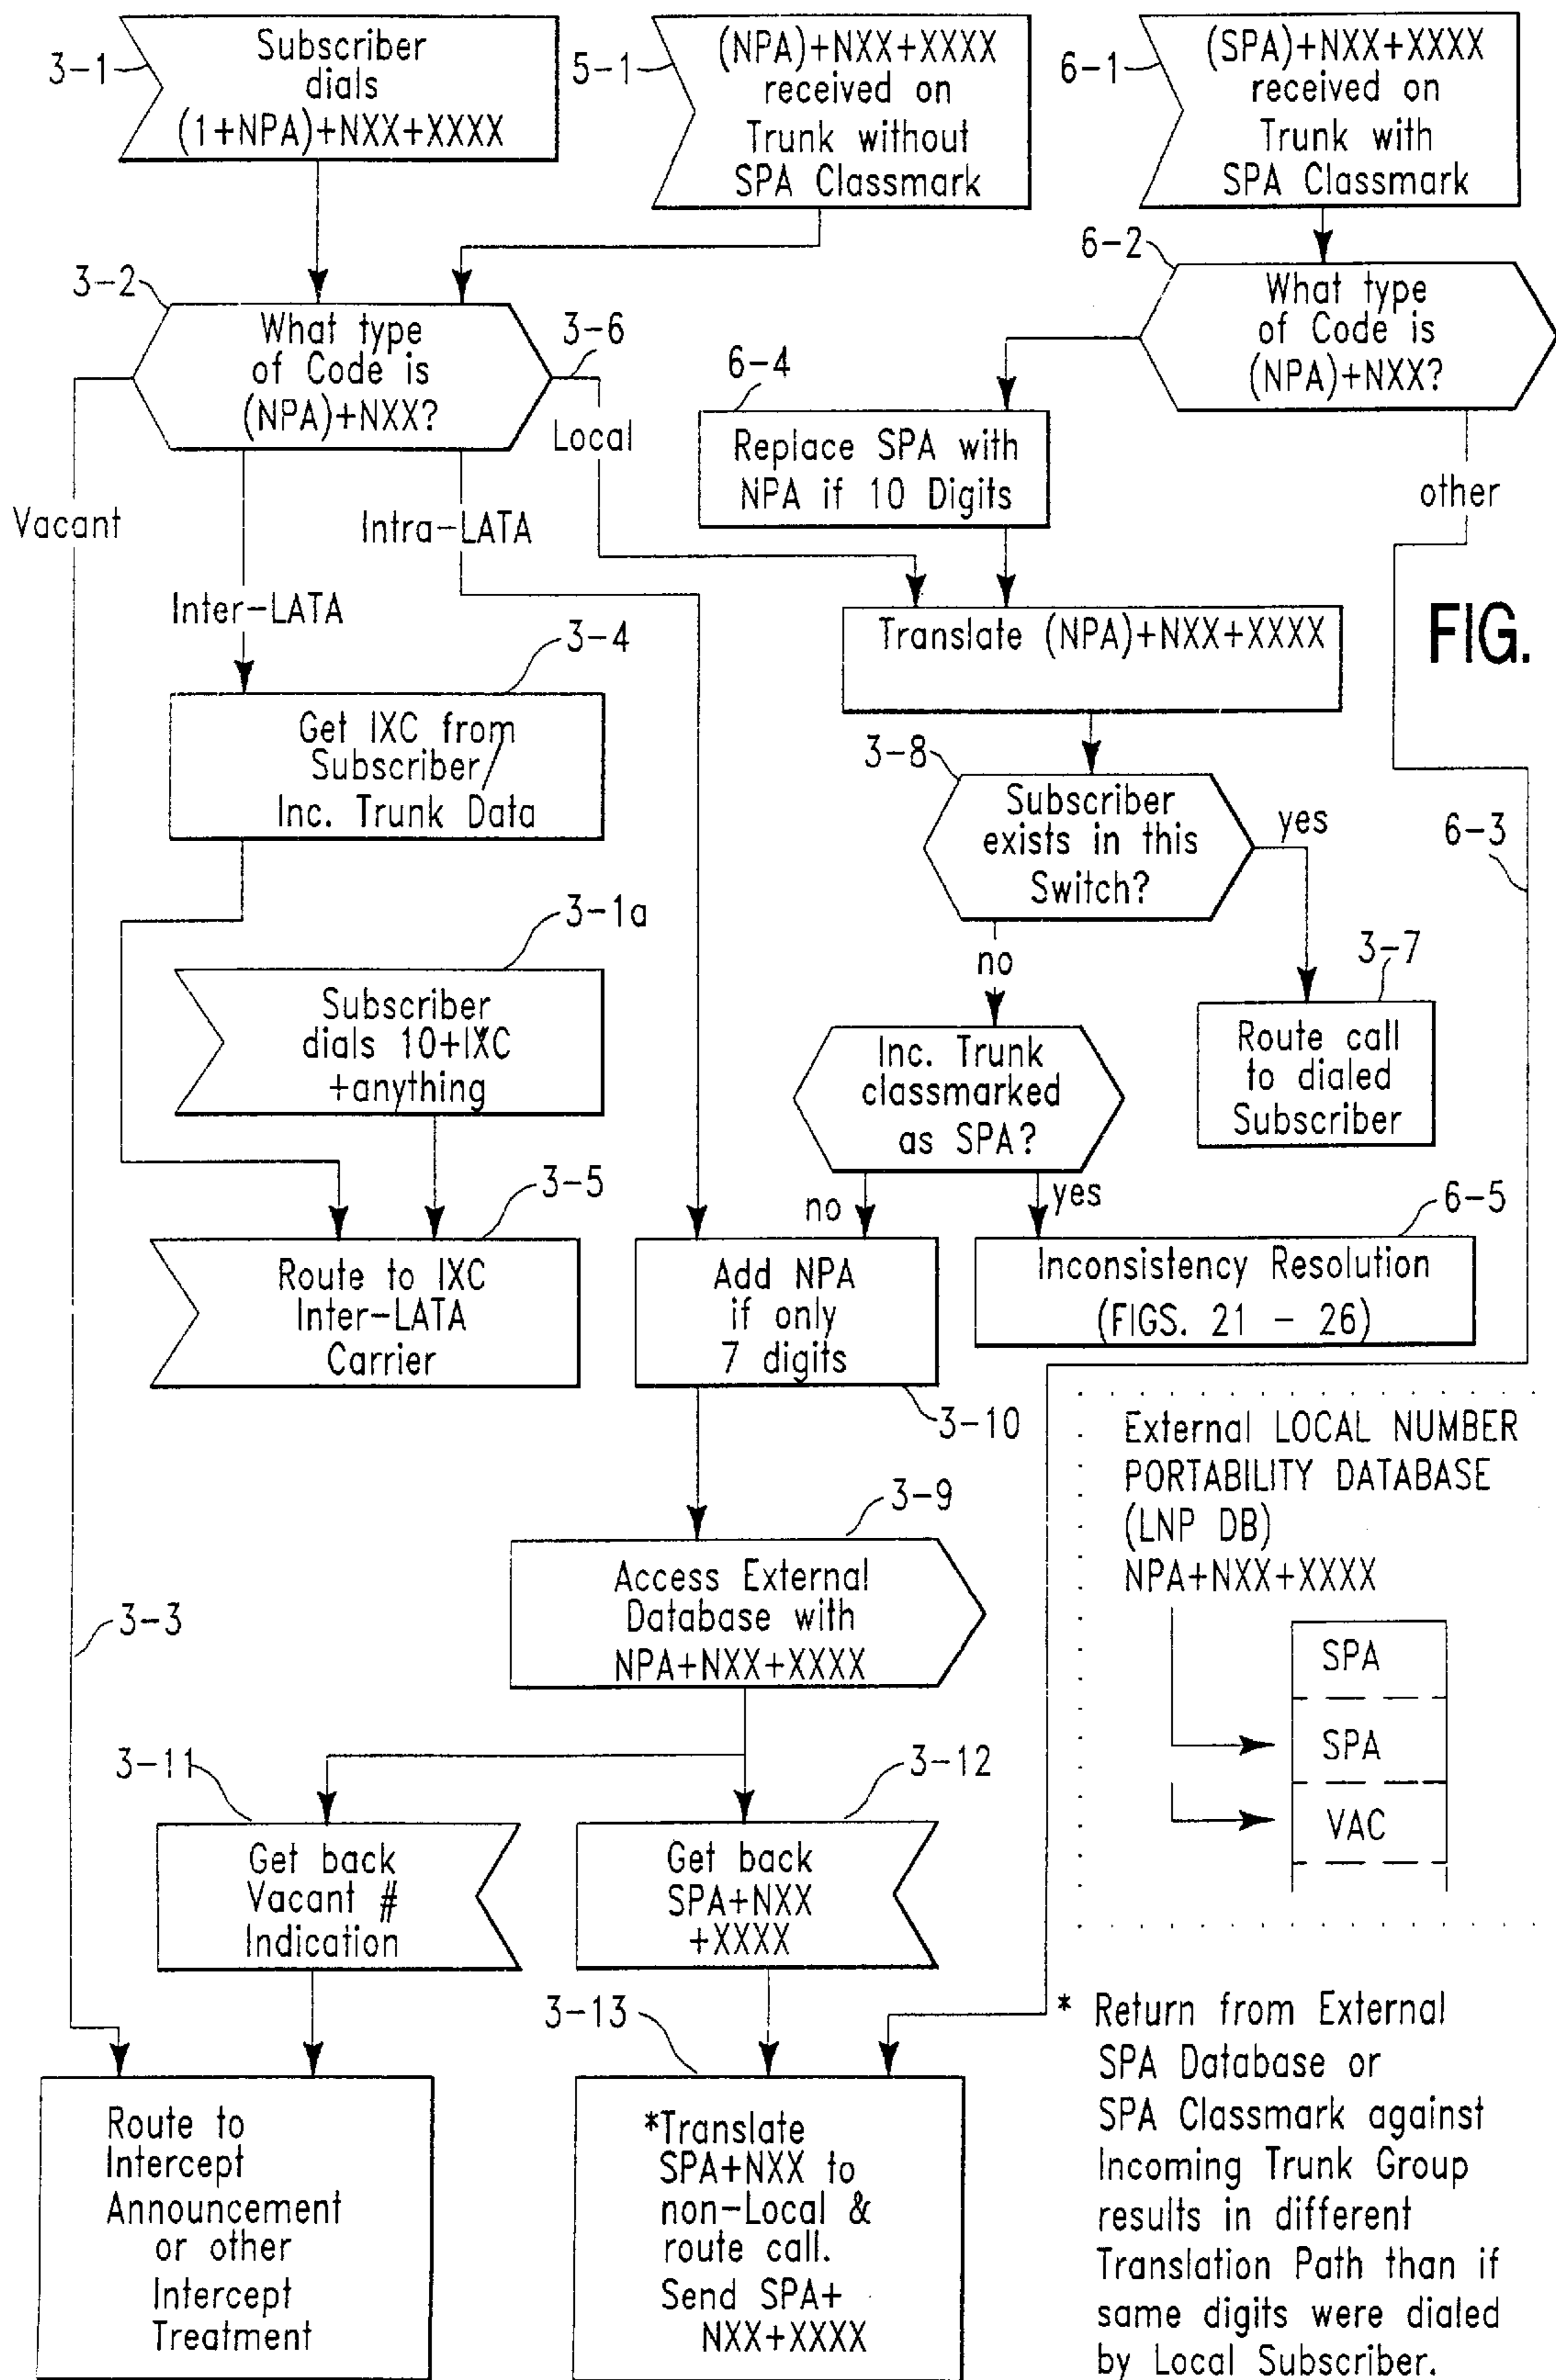 3-1
Subscriber
dials
(1+NPA)+NXX+XXXX
5-1
(NPA)+NXX+XXXX
received on
Trunk without
SPA Classmark
6-1
(SPA)+NXX+XXXX
received on
Trunk with
SPA Classmark
3-2
What type
of Code is
(NPA)+NXX?
3-6
Local
6-2
What type
of Code is
(NPA)+NXX?
6-4
Replace SPA with
NPA if 10 Digits
other
Vacant
Intra-LATA
Inter-LATA
FIG.
Translate (NPA)+NXX+XXXX
3-4
Get IXC from
Subscriber/
Inc. Trunk Data
3-8
Subscriber
exists in this
Switch?
yes
6-3
no
3-7
Route call
to dialed
Subscriber
3-1a
Subscriber
dials 10+IXC
+anything
Inc. Trunk
classmarked
as SPA?
no
yes
3-5
Route to IXC
Inter-LATA
Carrier
Add NPA
if only
7 digits
3-10
6-5
Inconsistency Resolution
(FIGS. 21 - 26)
External LOCAL NUMBER
PORTABILITY DATABASE
(LNP DB)
NPA+NXX+XXXX
SPA
SPA
VAC
3-9
Access External
Database with
NPA+NXX+XXXX
3-3
3-11
Get back
Vacant #
Indication
3-12
Get back
SPA+NXX
+XXXX
3-13
Route to
Intercept
Announcement
or other
Intercept
Treatment
*Translate
SPA+NXX to
non-Local &
route call.
Send SPA+
NXX+XXXX
* Return from External
SPA Database or
SPA Classmark against
Incoming Trunk Group
results in different
Translation Path than if
same digits were dialed
by Local Subscriber.